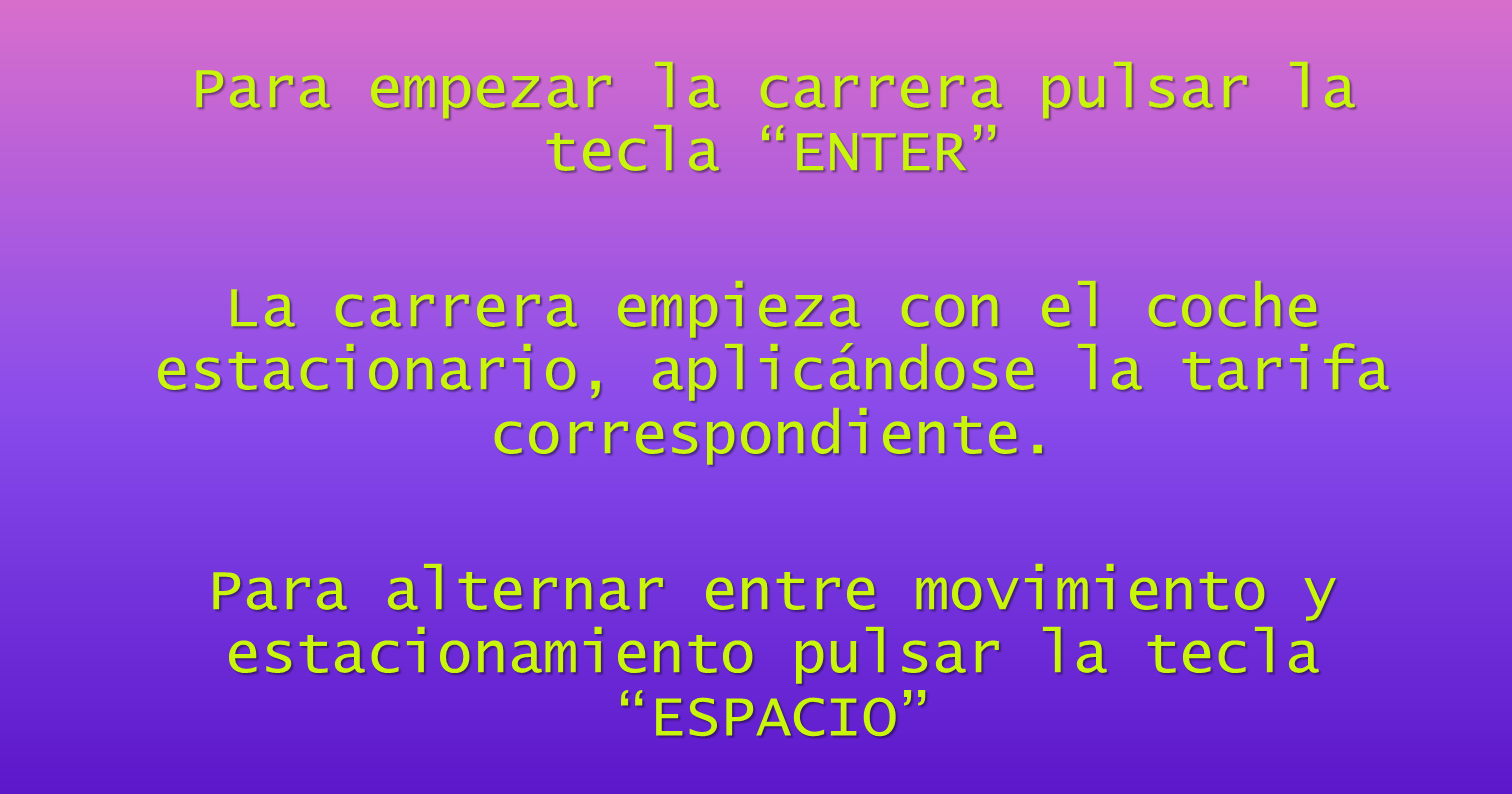 Para empezar la carrera pulsar la
tecla “ENTER”
La carrera empieza con el coche
estacionario, aplicándose la tarifa
correspondiente.
Para alternar entre movimiento y
estacionamiento pulsar la tecla
“ESPACIO”